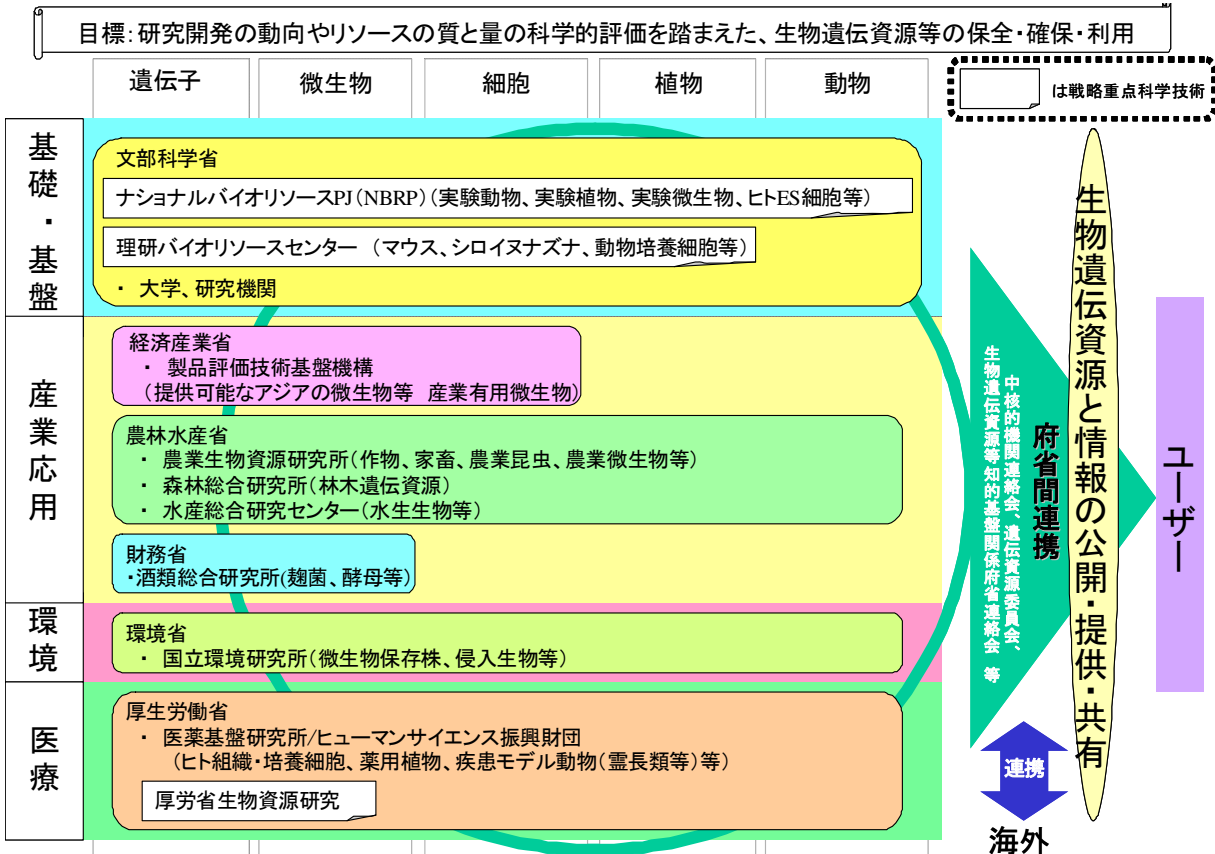 目標：研究開発の動向やリソースの質と量の科学的評価を踏まえた、生物遺伝資源等の保全・確保・利用
遺伝子
微生物
細胞
植物
動物
は戦略重点科学技術
基礎・基盤
文部科学省
ナショナルバイオリソースPJ（NBRP）（実験動物、実験植物、実験微生物、ヒトES細胞等）
理研バイオリソースセンター （マウス、シロイヌナズナ、動物培養細胞等）
・ 大学、研究機関
産業応用
経済産業省
・ 製品評価技術基盤機構
（提供可能なアジアの微生物等 産業有用微生物）
農林水産省
・ 農業生物資源研究所（作物、家畜、農業昆虫、農業微生物等）
・ 森林総合研究所（林木遺伝資源）
・ 水産総合研究センター（水生生物等）
財務省
・酒類総合研究所（麹菌、酵母等）
環境
環境省
・ 国立環境研究所（微生物保存株、侵入生物等）
医療
厚生労働省
・ 医薬基盤研究所/ヒューマンサイエンス振興財団
（ヒト組織・培養細胞、薬用植物、疾患モデル動物（霊長類等）等）
厚労省生物資源研究
府省間連携
中核的機関連絡会、遺伝資源委員会、
生物遺伝資源等知的基盤関係府省連絡会 等
生物遺伝資源と情報の公開・提供・共有
ユーザー
連携
海外